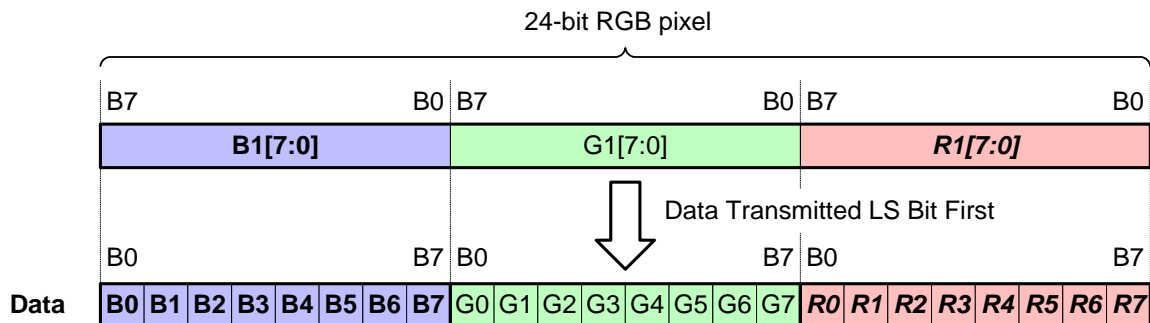 24-bit RGB pixel
B7 B0 B7 B0 B7 B0
B1[7:0] G1[7:0] R1[7:0]
Data Transmitted LS Bit First
B0 B7 B0 B7 B0 B7
Data B0 B1 B2 B3 B4 B5 B6 B7 G0 G1 G2 G3 G4 G5 G6 G7 R0 R1 R2 R3 R4 R5 R6 R7